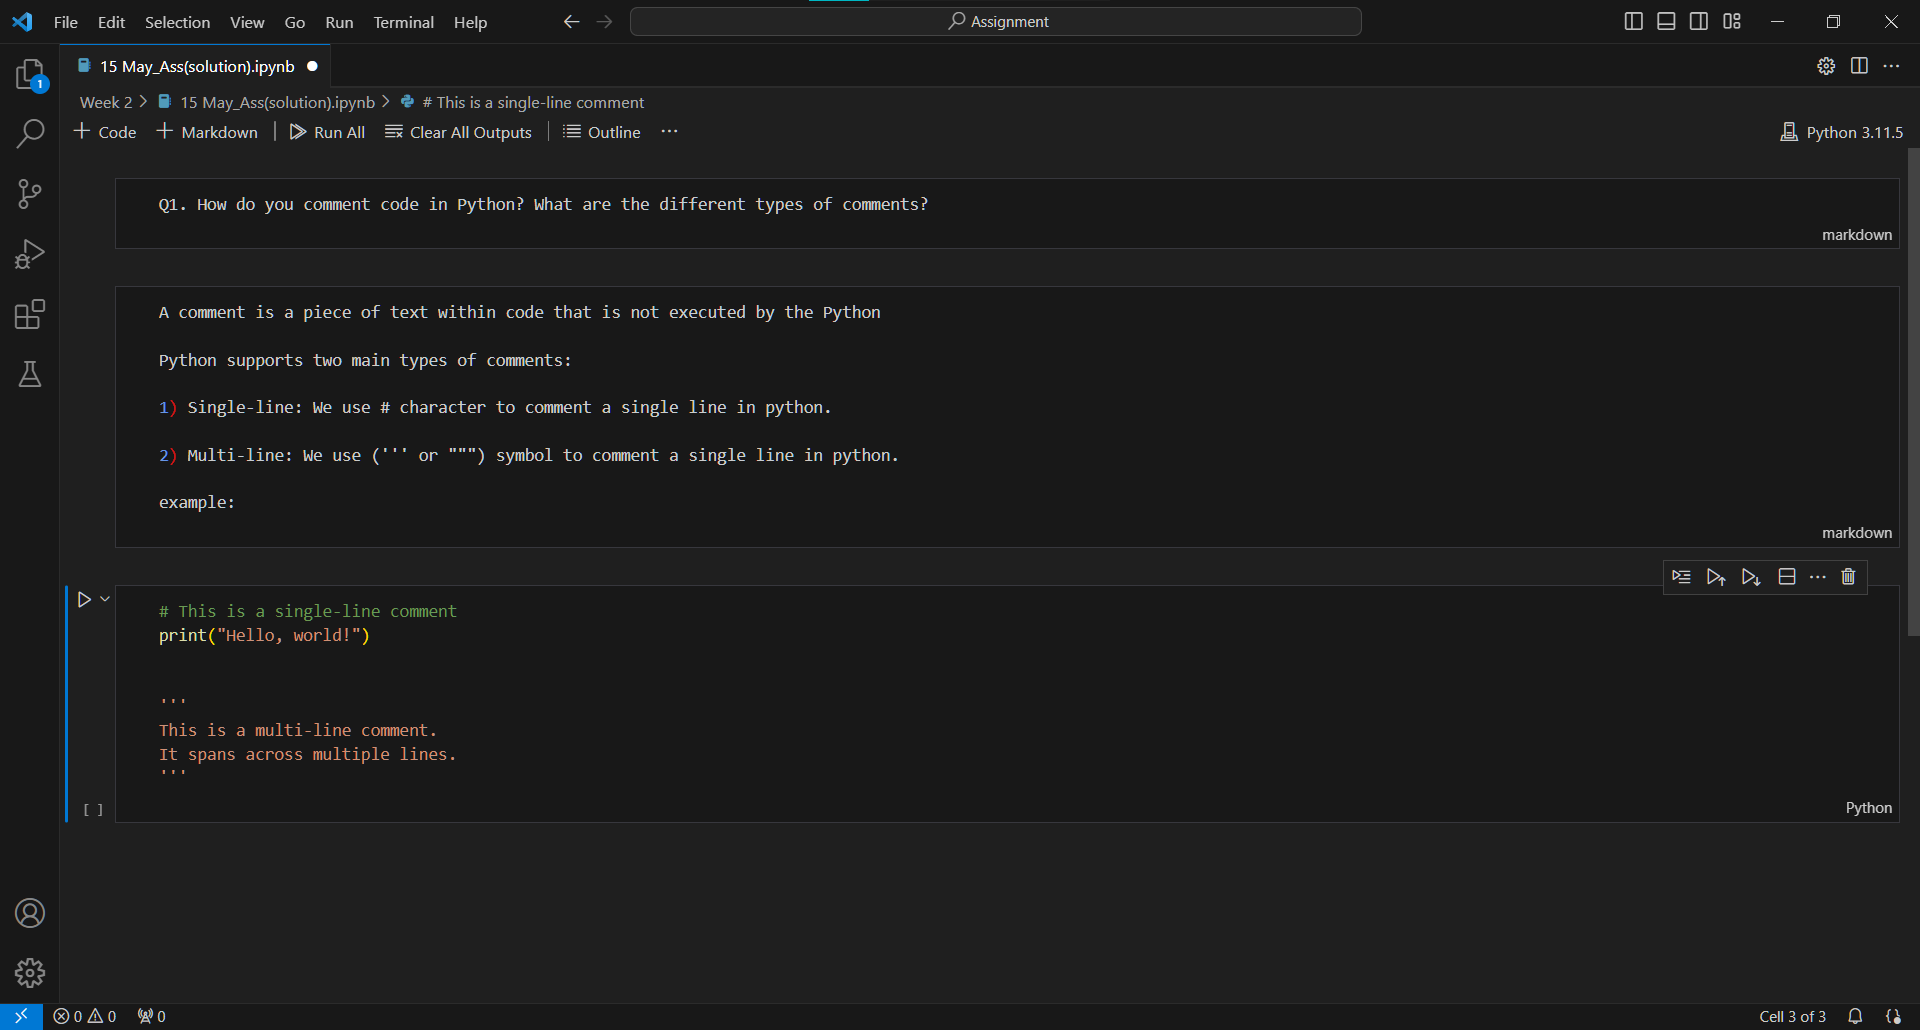 File Edit Selection View Go Run Terminal Help Assignment
15 May_Ass(solution).ipynb
1
Week 2 > 15 May_Ass(solution).ipynb > # This is a single-line comment
+ Code + Markdown | Run All Clear All Outputs | Outline ··· Python 3.11.5
Q1. How do you comment code in Python? What are the different types of comments?
markdown
A comment is a piece of text within code that is not executed by the Python
Python supports two main types of comments:
1) Single-line: We use # character to comment a single line in python.
2) Multi-line: We use (''' or """) symbol to comment a single line in python.
example:
markdown
# This is a single-line comment
print("Hello, world!")
'''
This is a multi-line comment.
It spans across multiple lines.
'''
[ ]
Python
0 0 0 Cell 3 of 3